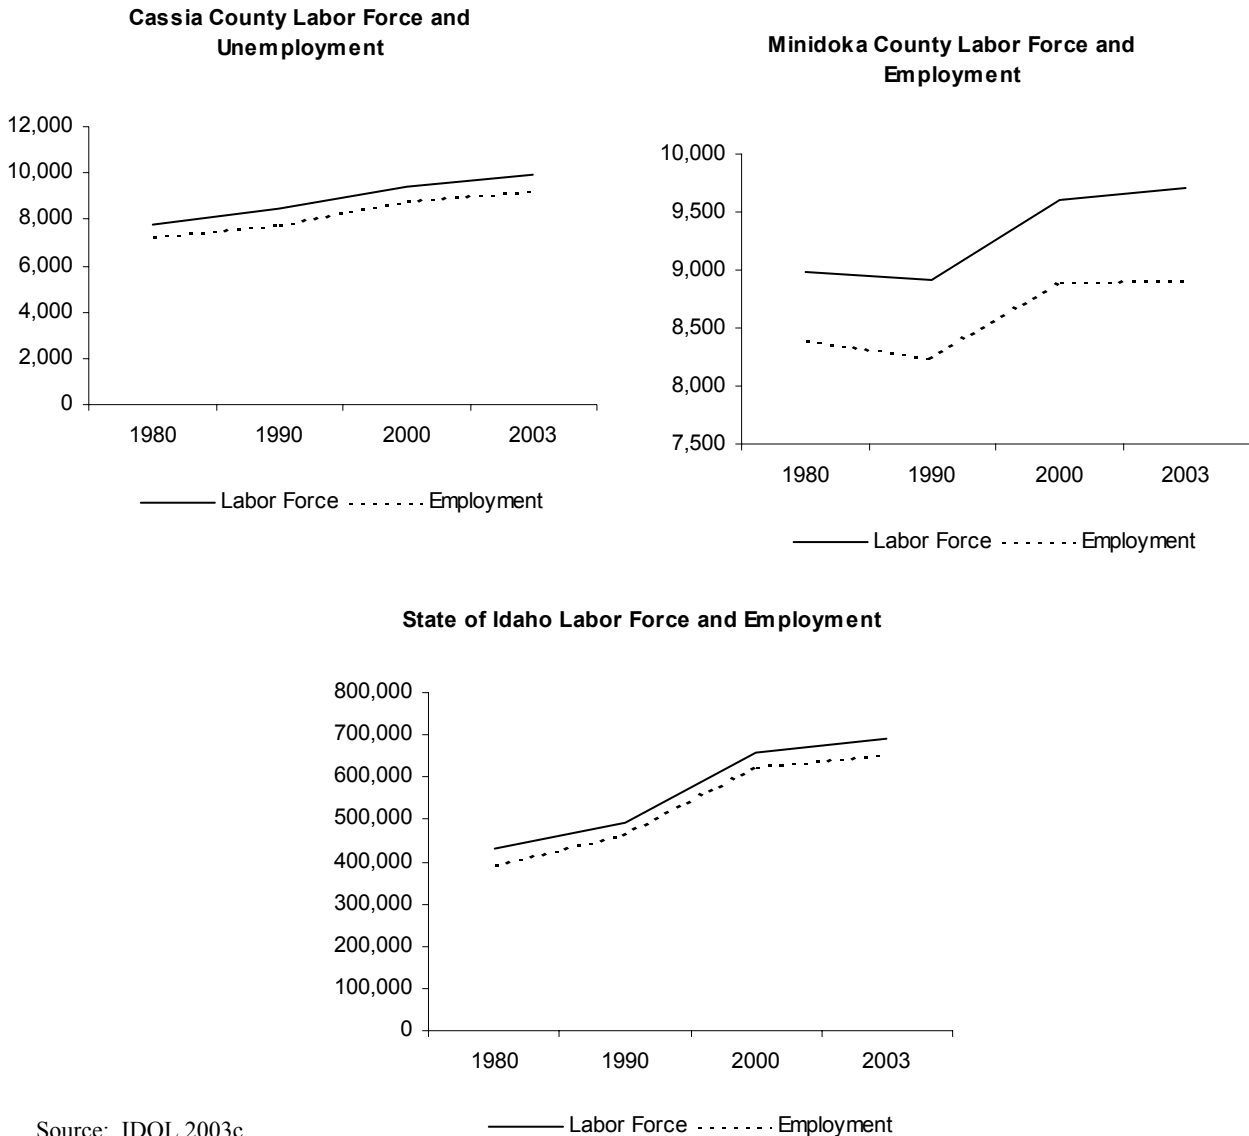 Cassia County Labor Force and
Unemployment
12,000
10,000
8,000
6,000
4,000
2,000
0
1980 1990 2000 2003
Labor Force Employment
Minidoka County Labor Force and
Employment
10,000
9,500
9,000
8,500
8,000
7,500
1980 1990 2000 2003
Labor Force Employment
State of Idaho Labor Force and Employment
800,000
700,000
600,000
500,000
400,000
300,000
200,000
100,000
0
1980 1990 2000 2003
Labor Force Employment
Source: IDOL 2003c